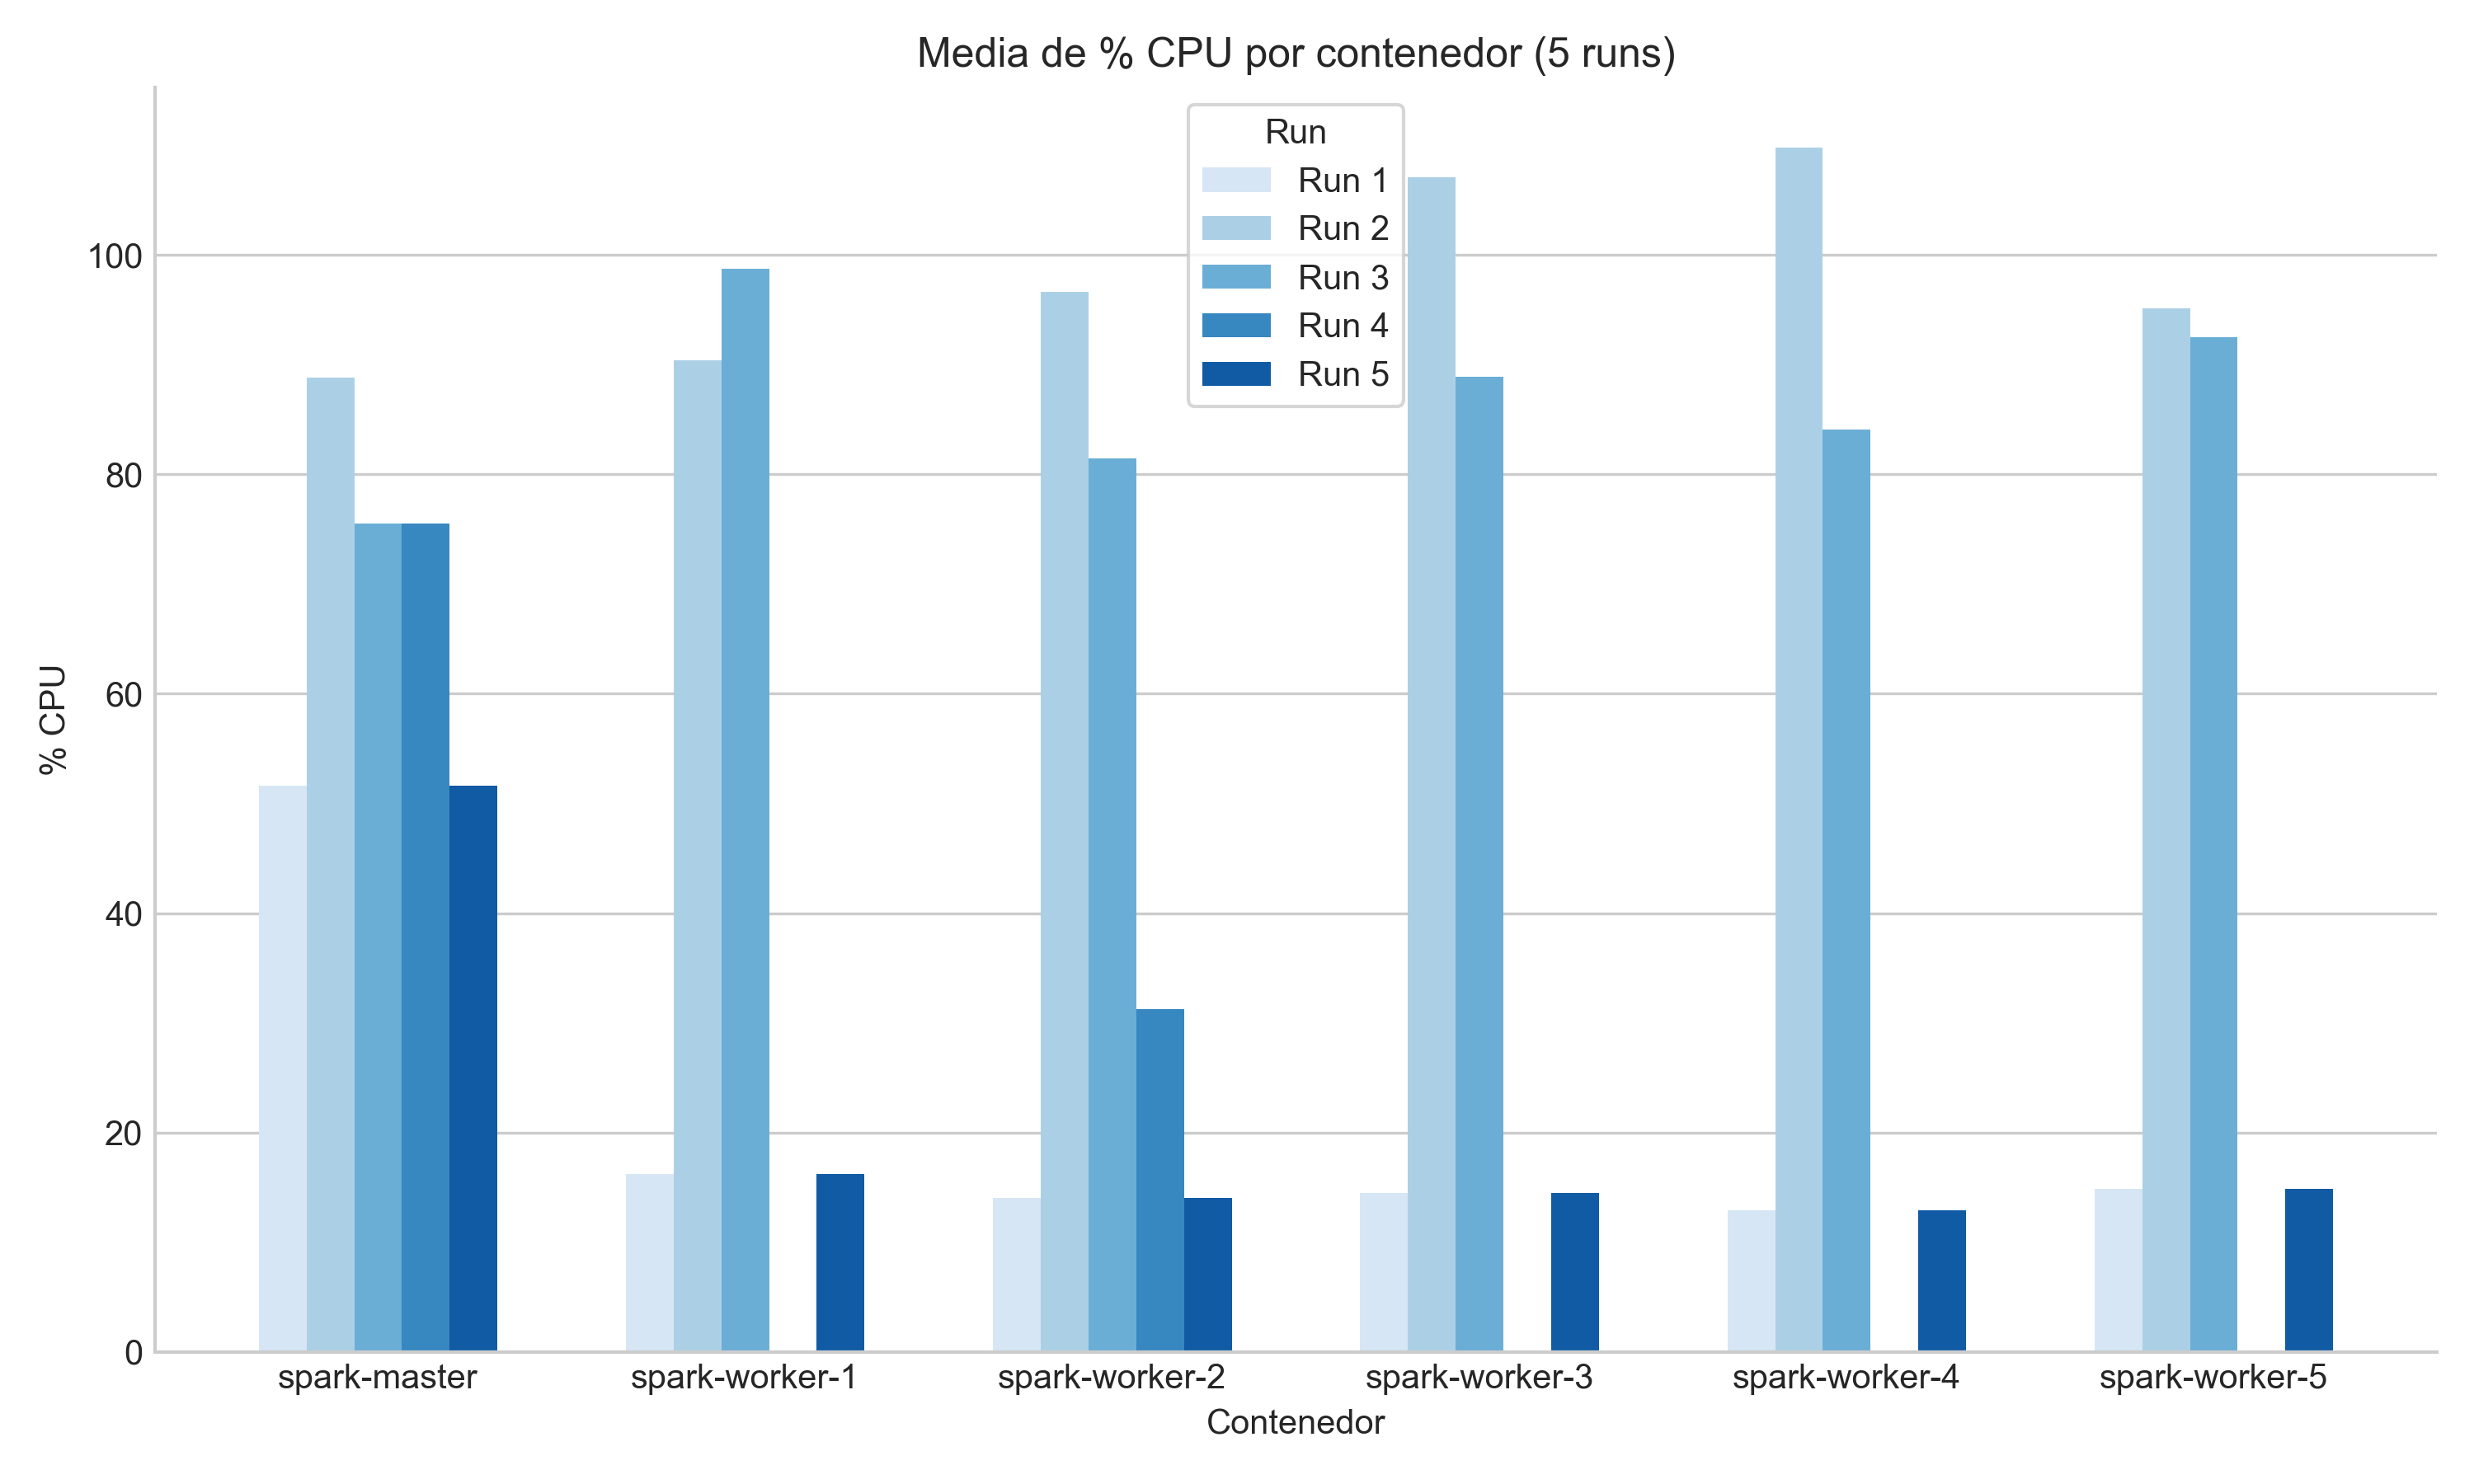 Media de % CPU por contenedor (5 runs)
Run
Run 1
Run 2
Run 3
Run 4
Run 5
% CPU
100
80
60
40
20
0
spark-master
spark-worker-1
spark-worker-2
spark-worker-3
spark-worker-4
spark-worker-5
Contenedor